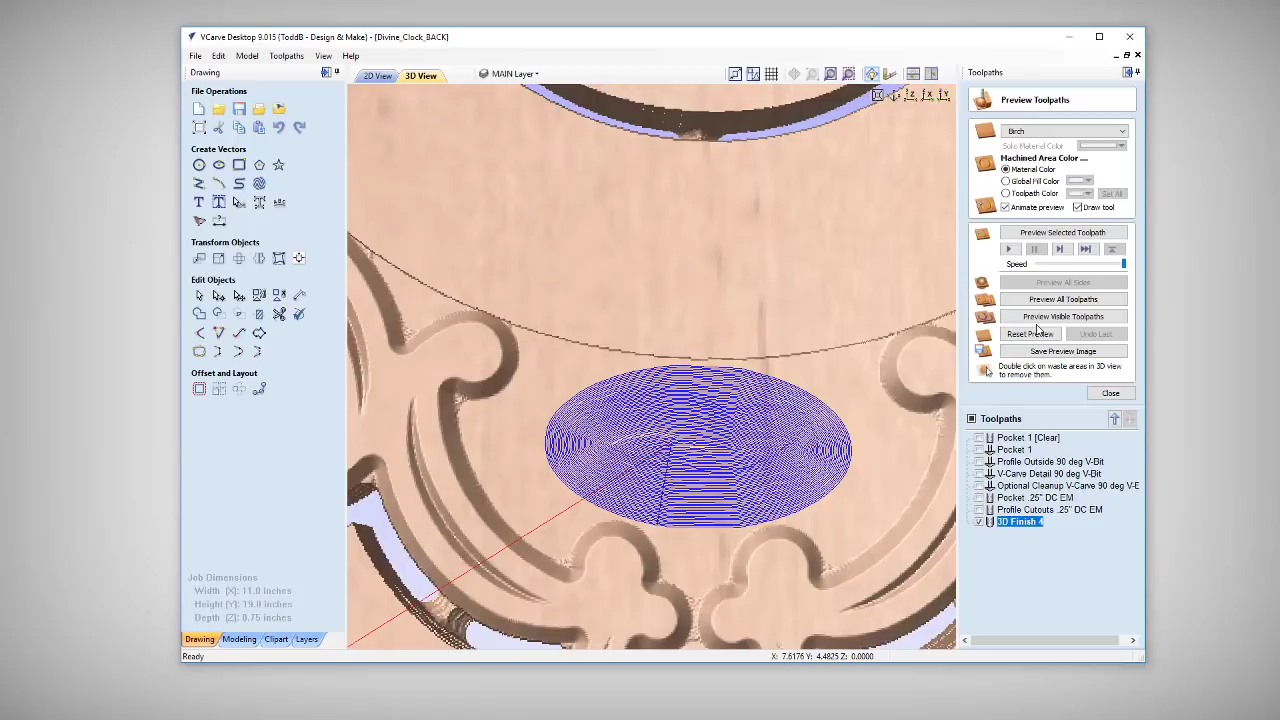 VCarve Desktop 9.015 {ToddB - Design & Make} - {Divine_Clock_BACK}
File Edit Model Toolpaths View Help
Drawing
2D View 3D View MAIN Layer
Toolpaths
File Operations
Create Vectors
Transform Objects
Edit Objects
Offset and Layout
Job Dimensions
Width (X): 11.0 inches
Height (Y): 19.0 inches
Depth (Z): 0.75 inches
Drawing Modeling Clipart Layers
Ready
X: 7.6176 Y: 4.4825 Z: 0.0000
Z X Y
Preview Toolpaths
Birch
Solid Material Color
Machined Area Color ...
Material Color
Global Fill Color
Toolpath Color Set All
Animate preview Draw tool
Preview Selected Toolpath
Speed
Preview All Sides
Preview All Toolpaths
Preview Visible Toolpaths
Reset Preview Undo Last
Save Preview Image
Double click on waste areas in 3D view
to remove them.
Close
Toolpaths
Pocket 1 [Clear]
Pocket 1
Profile Outside 90 deg V-Bit
V-Carve Detail 90 deg V-Bit
Optional Cleanup V-Carve 90 deg V-E
Pocket .25" DC EM
Profile Cutouts .25" DC EM
3D Finish 4